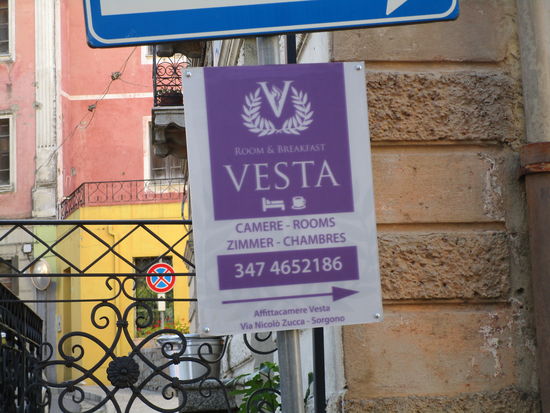 V
ROOM & BREAKFAST
VESTA
CAMERE - ROOMS
ZIMMER - CHAMBRES
347 4652186
Affittacamere Vesta
Via Nicolò Zucca - Sorgono